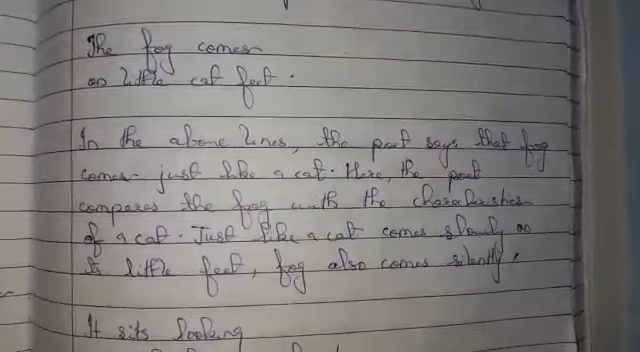 The fog comes
on little cat feet.
In the above lines, the poet says that fog
comes just like a cat. Here, the poet
compares the fog with the characteristics
of a cat. Just like a cat comes slowly on
its little feet, fog also comes silently.
It sits looking